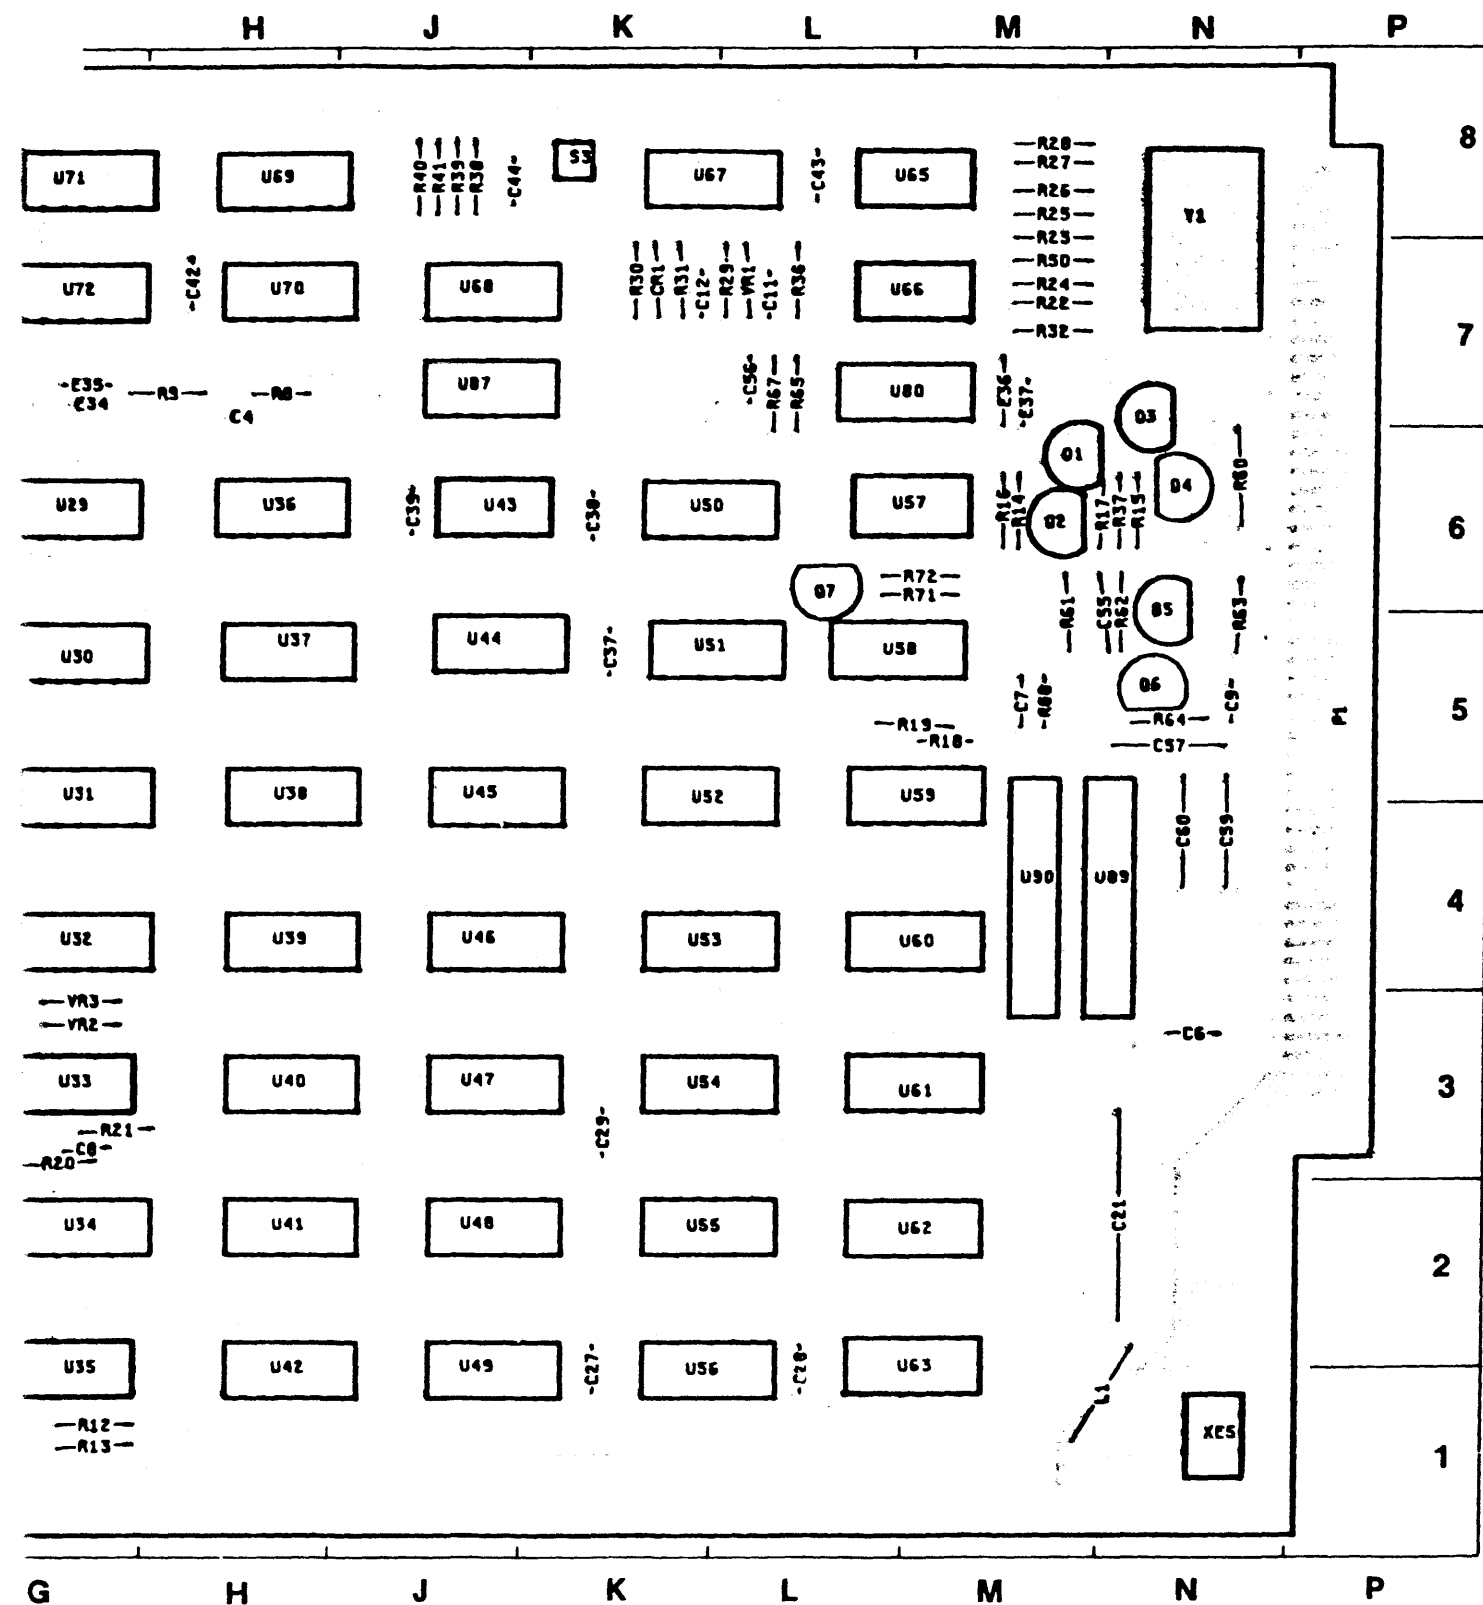 H J K L M N P
8
U71 U69 R40 R41 R39 R38 C44 S3 U67 C43 U65 R28
R27
R26
R25
Y1
R23
R50
R24
R22
R32
U72 C42 U70 U68 R30 CR1 R31 C12 R29 VR1 C11 R36 U66
7
E35 R9 R8 U87 C56 R67 R65 U80 E36 E37
E34
C4
Q3
Q1
Q4
R60
U29 U36 C39 U43 C38 U50 U57 R16 R14 Q2 R17 R37 R15
6
Q7 R72
R71
R61 C55 R62 Q5 R63
U30 U37 U44 C37 U51 U58
Q6
C7 R68 C9
R64
R19
R18
C57
P1
5
U31 U38 U45 U52 U59
C60 C59
U90 U89
4
U32 U39 U46 U53 U60
VR3
VR2
C6
U33 U40 U47 U54 U61
3
R21
C8
R20
C29
U34 U41 U48 U55 U62 C21
2
U35 U42 U49 C27 U56 C28 U63
L1
R12
R13
XE5
1
G H J K L M N P